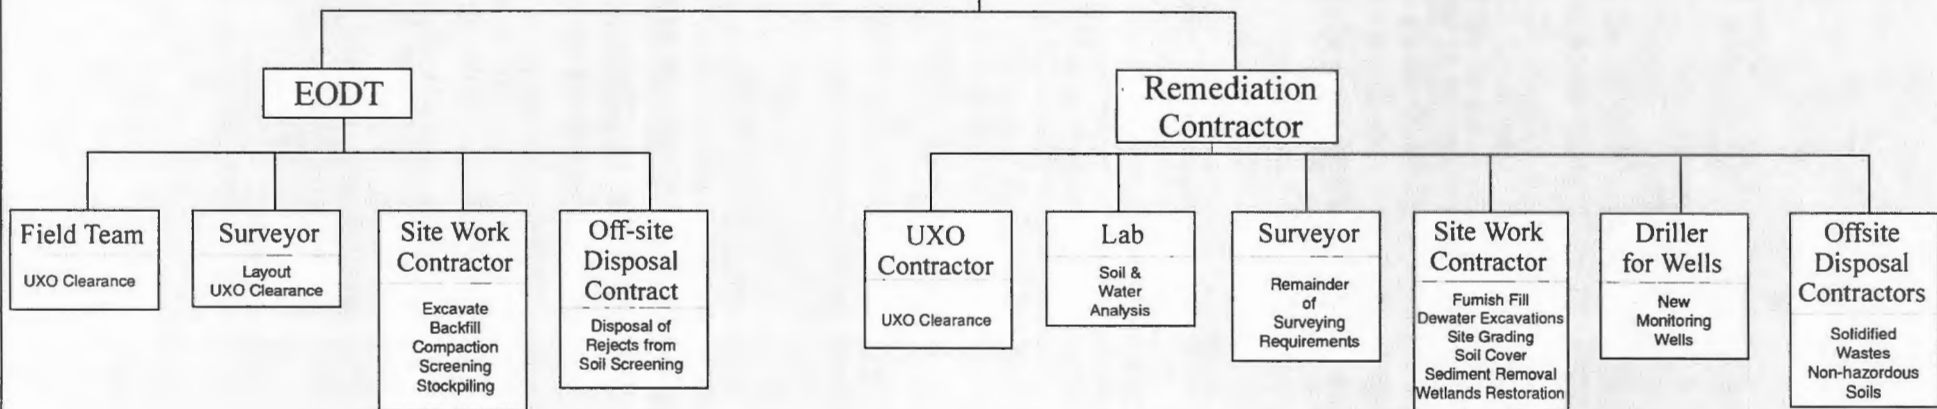 EODT
Remediation
Contractor
Field Team
UXO Clearance
Surveyor
Layout
UXO Clearance
Site Work
Contractor
Excavate
Backfill
Compaction
Screening
Stockpiling
Off-site
Disposal
Contract
Disposal of
Rejects from
Soil Screening
UXO
Contractor
UXO Clearance
Lab
Soil &
Water
Analysis
Surveyor
Remainder
of
Surveying
Requirements
Site Work
Contractor
Furnish Fill
Dewater Excavations
Site Grading
Soil Cover
Sediment Removal
Wetlands Restoration
Driller
for Wells
New
Monitoring
Wells
Offsite
Disposal
Contractors
Solidified
Wastes
Non-hazordous
Soils